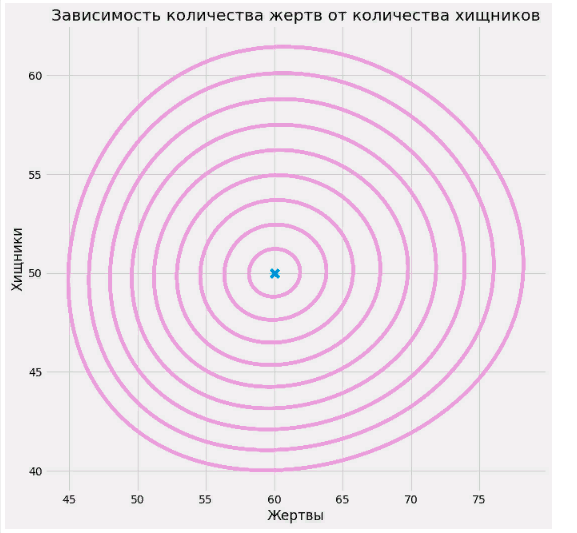 Зависимость количества жертв от количества хищников
60
55
50
45
40
Хищники
45 50 55 60 65 70 75
Жертвы